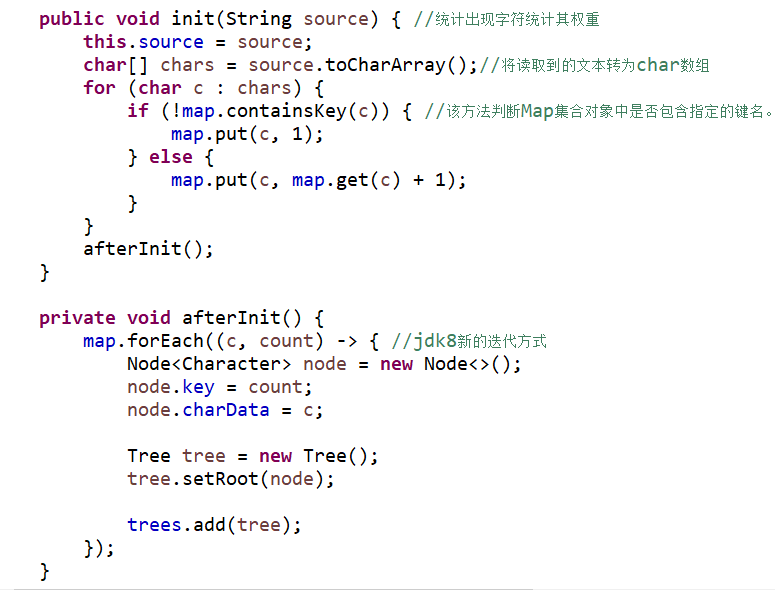 public void init(String source) { //统计出现字符统计其权重
    this.source = source;
    char[] chars = source.toCharArray();//将读取到的文本转为char数组
    for (char c : chars) {
        if (!map.containsKey(c)) { //该方法判断Map集合对象中是否包含指定的键名。
            map.put(c, 1);
        } else {
            map.put(c, map.get(c) + 1);
        }
    }
    afterInit();
}

private void afterInit() {
    map.forEach((c, count) -> { //jdk8新的迭代方式
        Node<Character> node = new Node<>();
        node.key = count;
        node.charData = c;

        Tree tree = new Tree();
        tree.setRoot(node);

        trees.add(tree);
    });
}